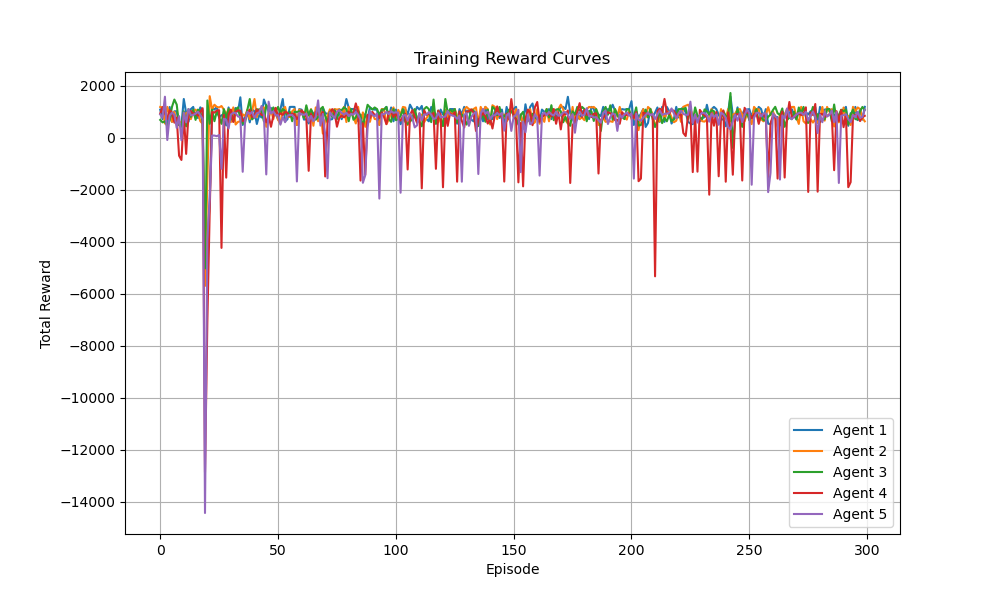 Training Reward Curves
Total Reward
2000
0
−2000
−4000
−6000
−8000
−10000
−12000
−14000
Agent 1
Agent 2
Agent 3
Agent 4
Agent 5
0 50 100 150 200 250 300
Episode